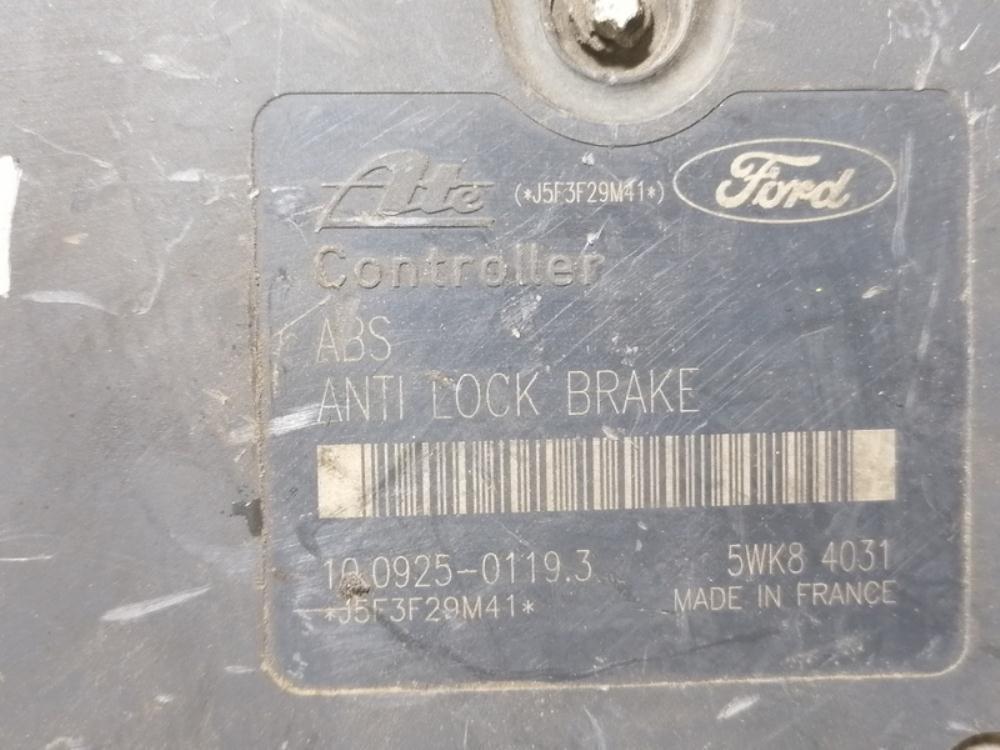 Ate (*J5F3F29M41*) Ford
Controller
ABS
ANTI LOCK BRAKE
10.0925-0119.3 5WK8 4031
*J5F3F29M41* MADE IN FRANCE